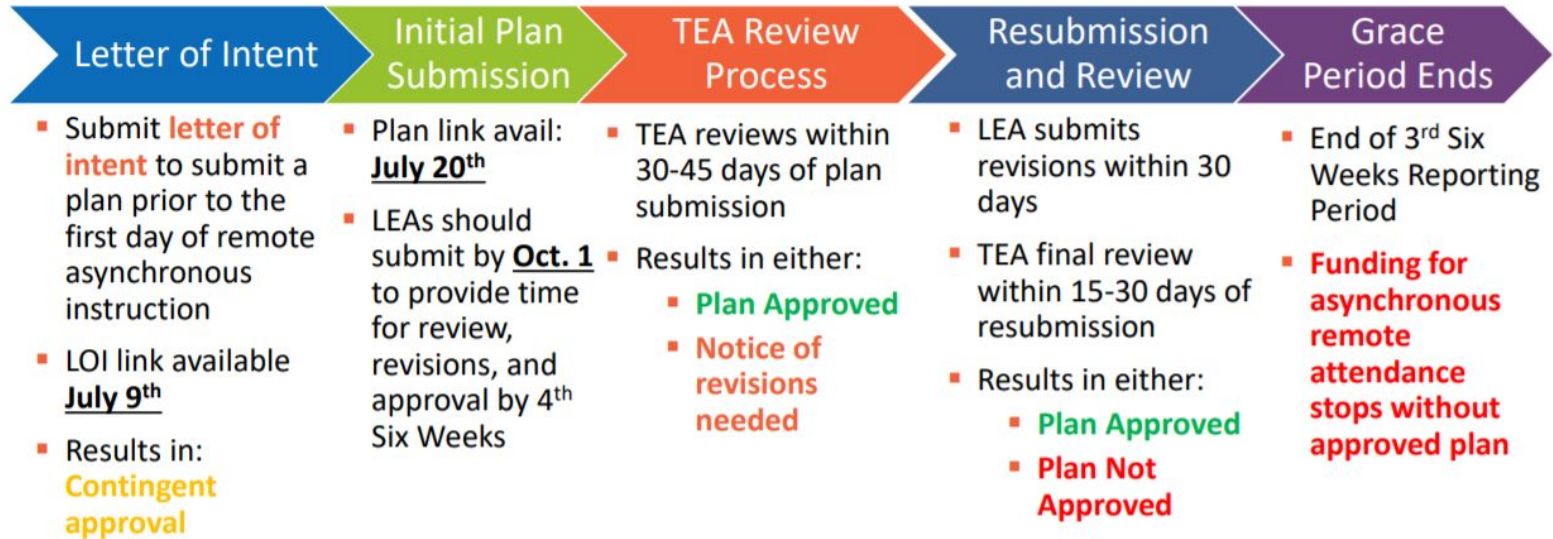 Letter of Intent
Initial Plan
Submission
TEA Review
Process
Resubmission
and Review
Grace
Period Ends
▪ Submit letter of
intent to submit a
plan prior to the
first day of remote
asynchronous
instruction
▪ LOI link available
July 9th
▪ Results in:
Contingent
approval
▪ Plan link avail:
July 20th
▪ LEAs should
submit by Oct. 1
to provide time
for review,
revisions, and
approval by 4th
Six Weeks
▪ TEA reviews within
30-45 days of plan
submission
▪ Results in either:
▪ Plan Approved
▪ Notice of
revisions
needed
▪ LEA submits
revisions within 30
days
▪ TEA final review
within 15-30 days of
resubmission
▪ Results in either:
▪ Plan Approved
▪ Plan Not
Approved
▪ End of 3rd Six
Weeks Reporting
Period
▪ Funding for
asynchronous
remote
attendance
stops without
approved plan